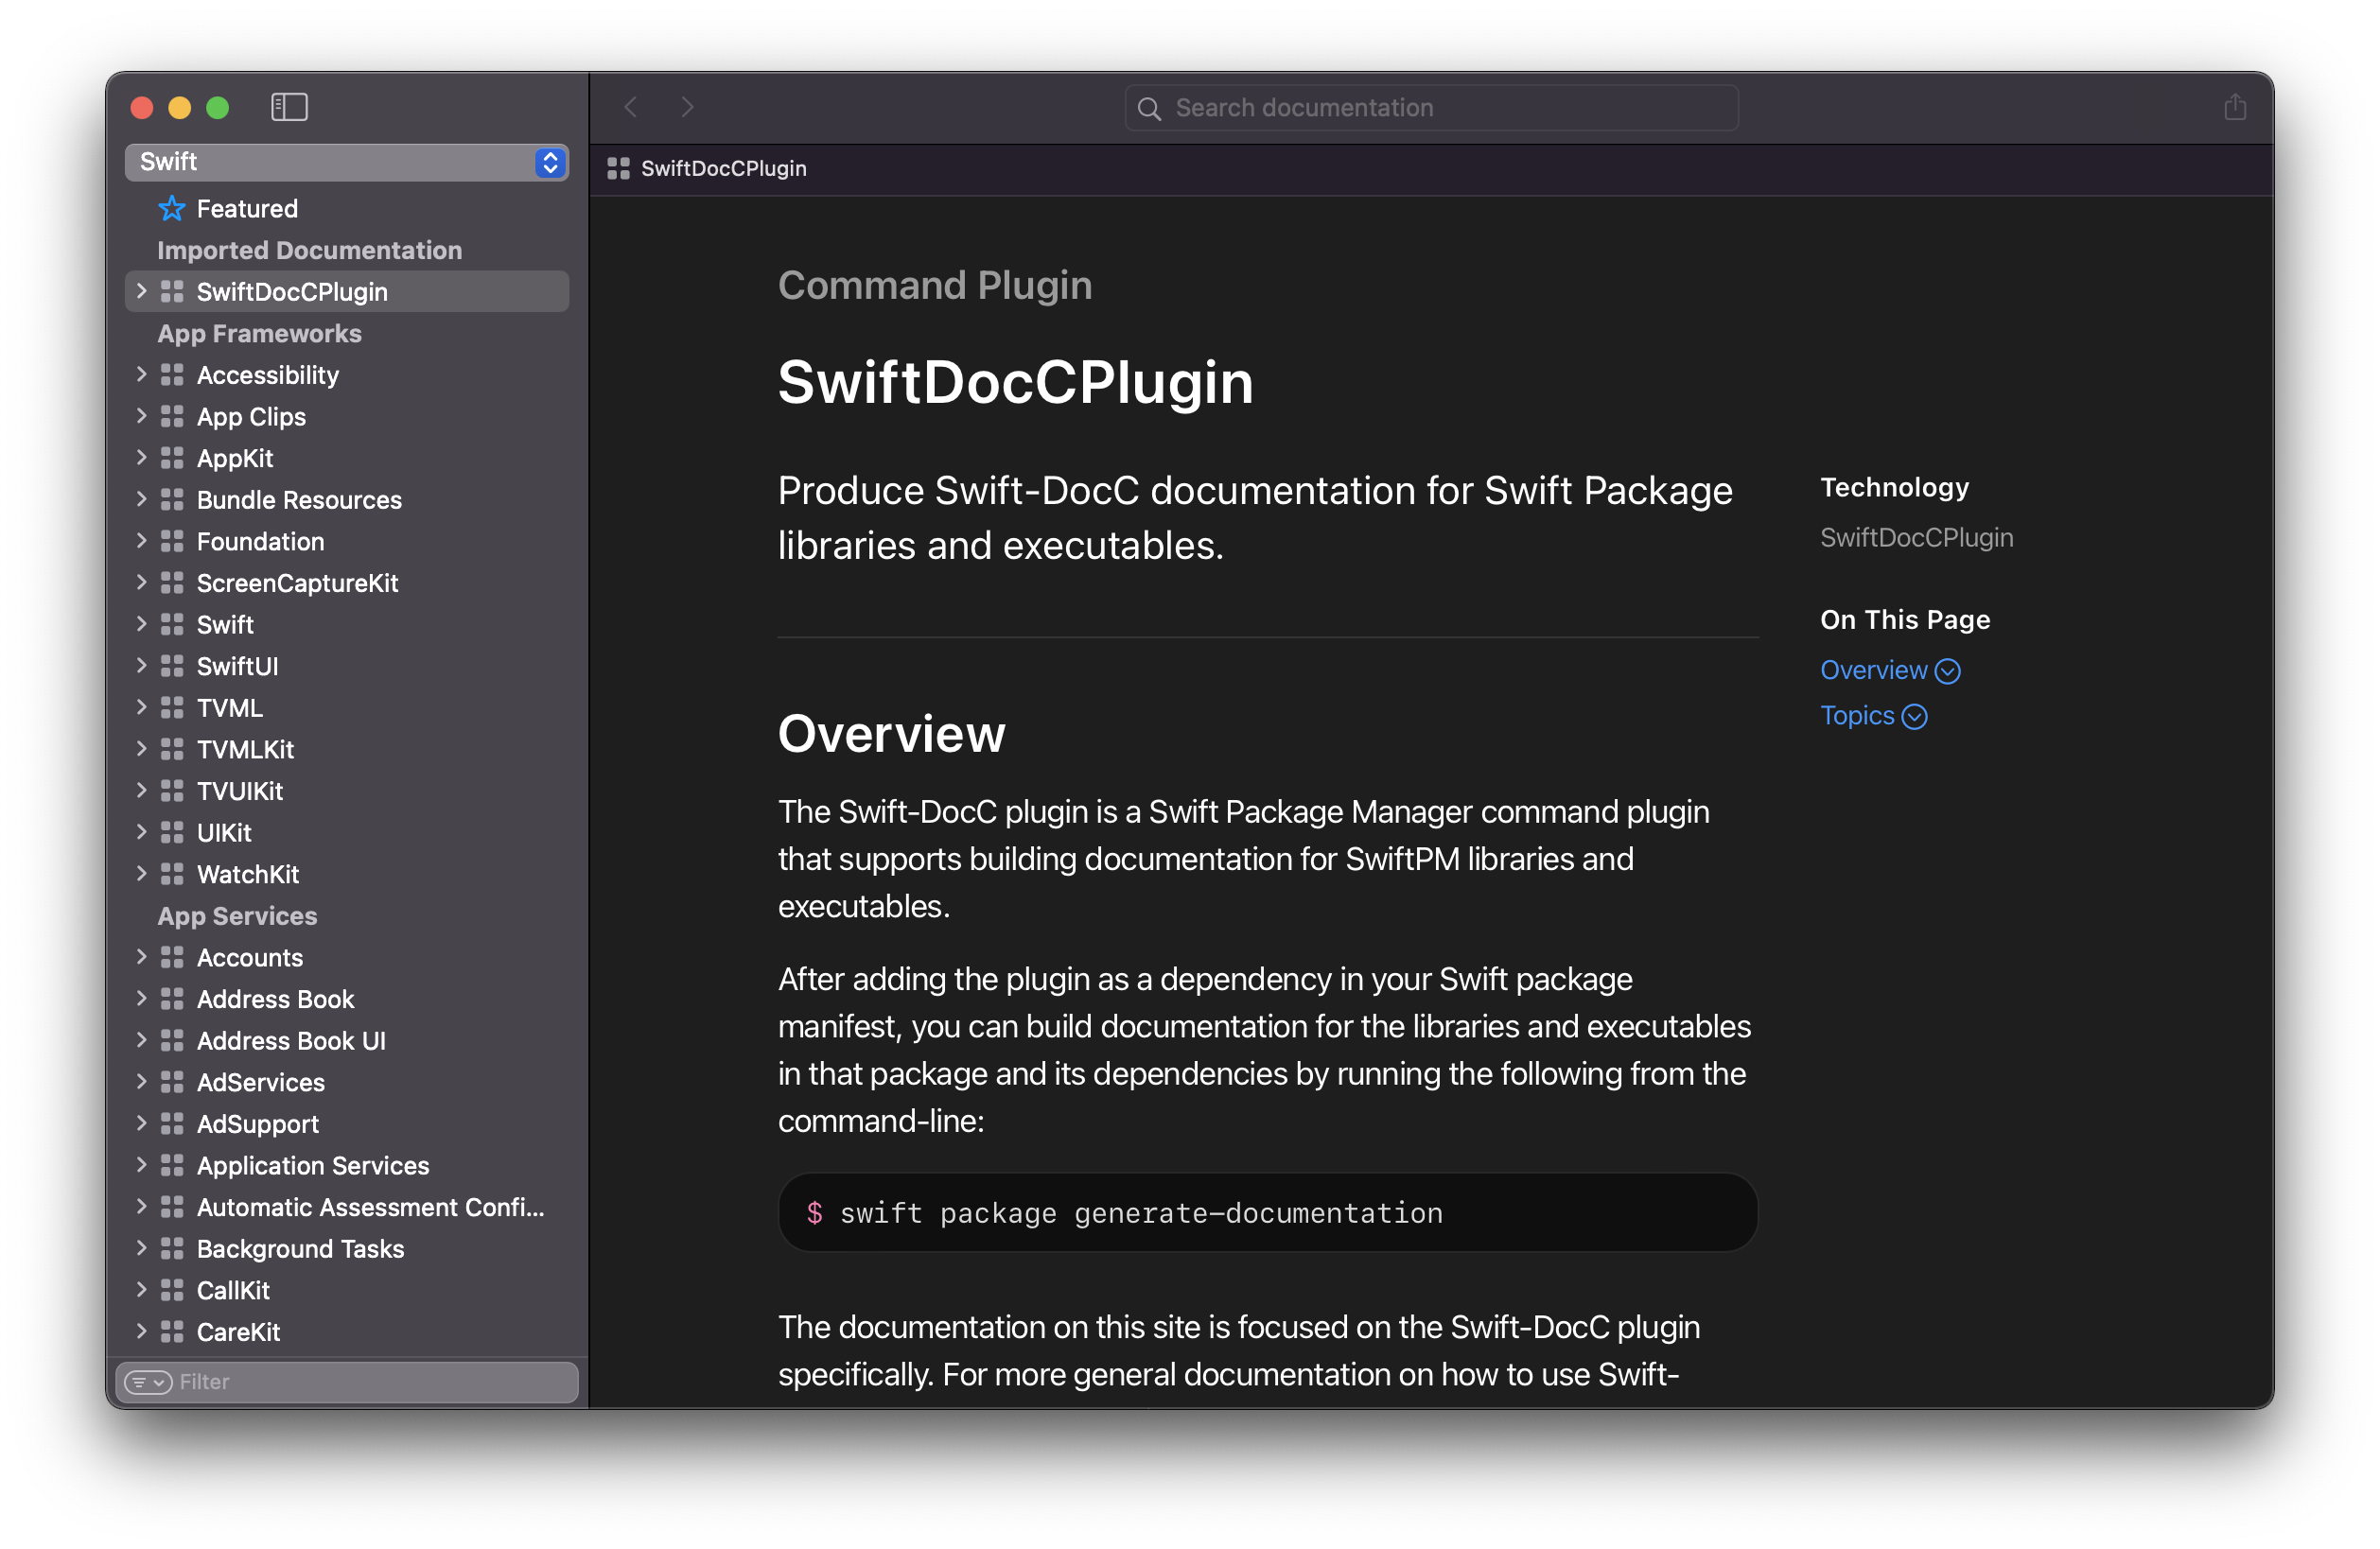 Swift
Featured
Imported Documentation
SwiftDocCPlugin
App Frameworks
Accessibility
App Clips
AppKit
Bundle Resources
Foundation
ScreenCaptureKit
Swift
SwiftUI
TVML
TVMLKit
TVUIKit
UIKit
WatchKit
App Services
Accounts
Address Book
Address Book UI
AdServices
AdSupport
Application Services
Automatic Assessment Confi...
Background Tasks
CallKit
CareKit
Filter
Search documentation
SwiftDocCPlugin
Command Plugin
SwiftDocCPlugin
Produce Swift-DocC documentation for Swift Package
libraries and executables.
Overview
The Swift-DocC plugin is a Swift Package Manager command plugin
that supports building documentation for SwiftPM libraries and
executables.
After adding the plugin as a dependency in your Swift package
manifest, you can build documentation for the libraries and executables
in that package and its dependencies by running the following from the
command-line:
$ swift package generate-documentation
The documentation on this site is focused on the Swift-DocC plugin
specifically. For more general documentation on how to use Swift-
Technology
SwiftDocCPlugin
On This Page
Overview
Topics